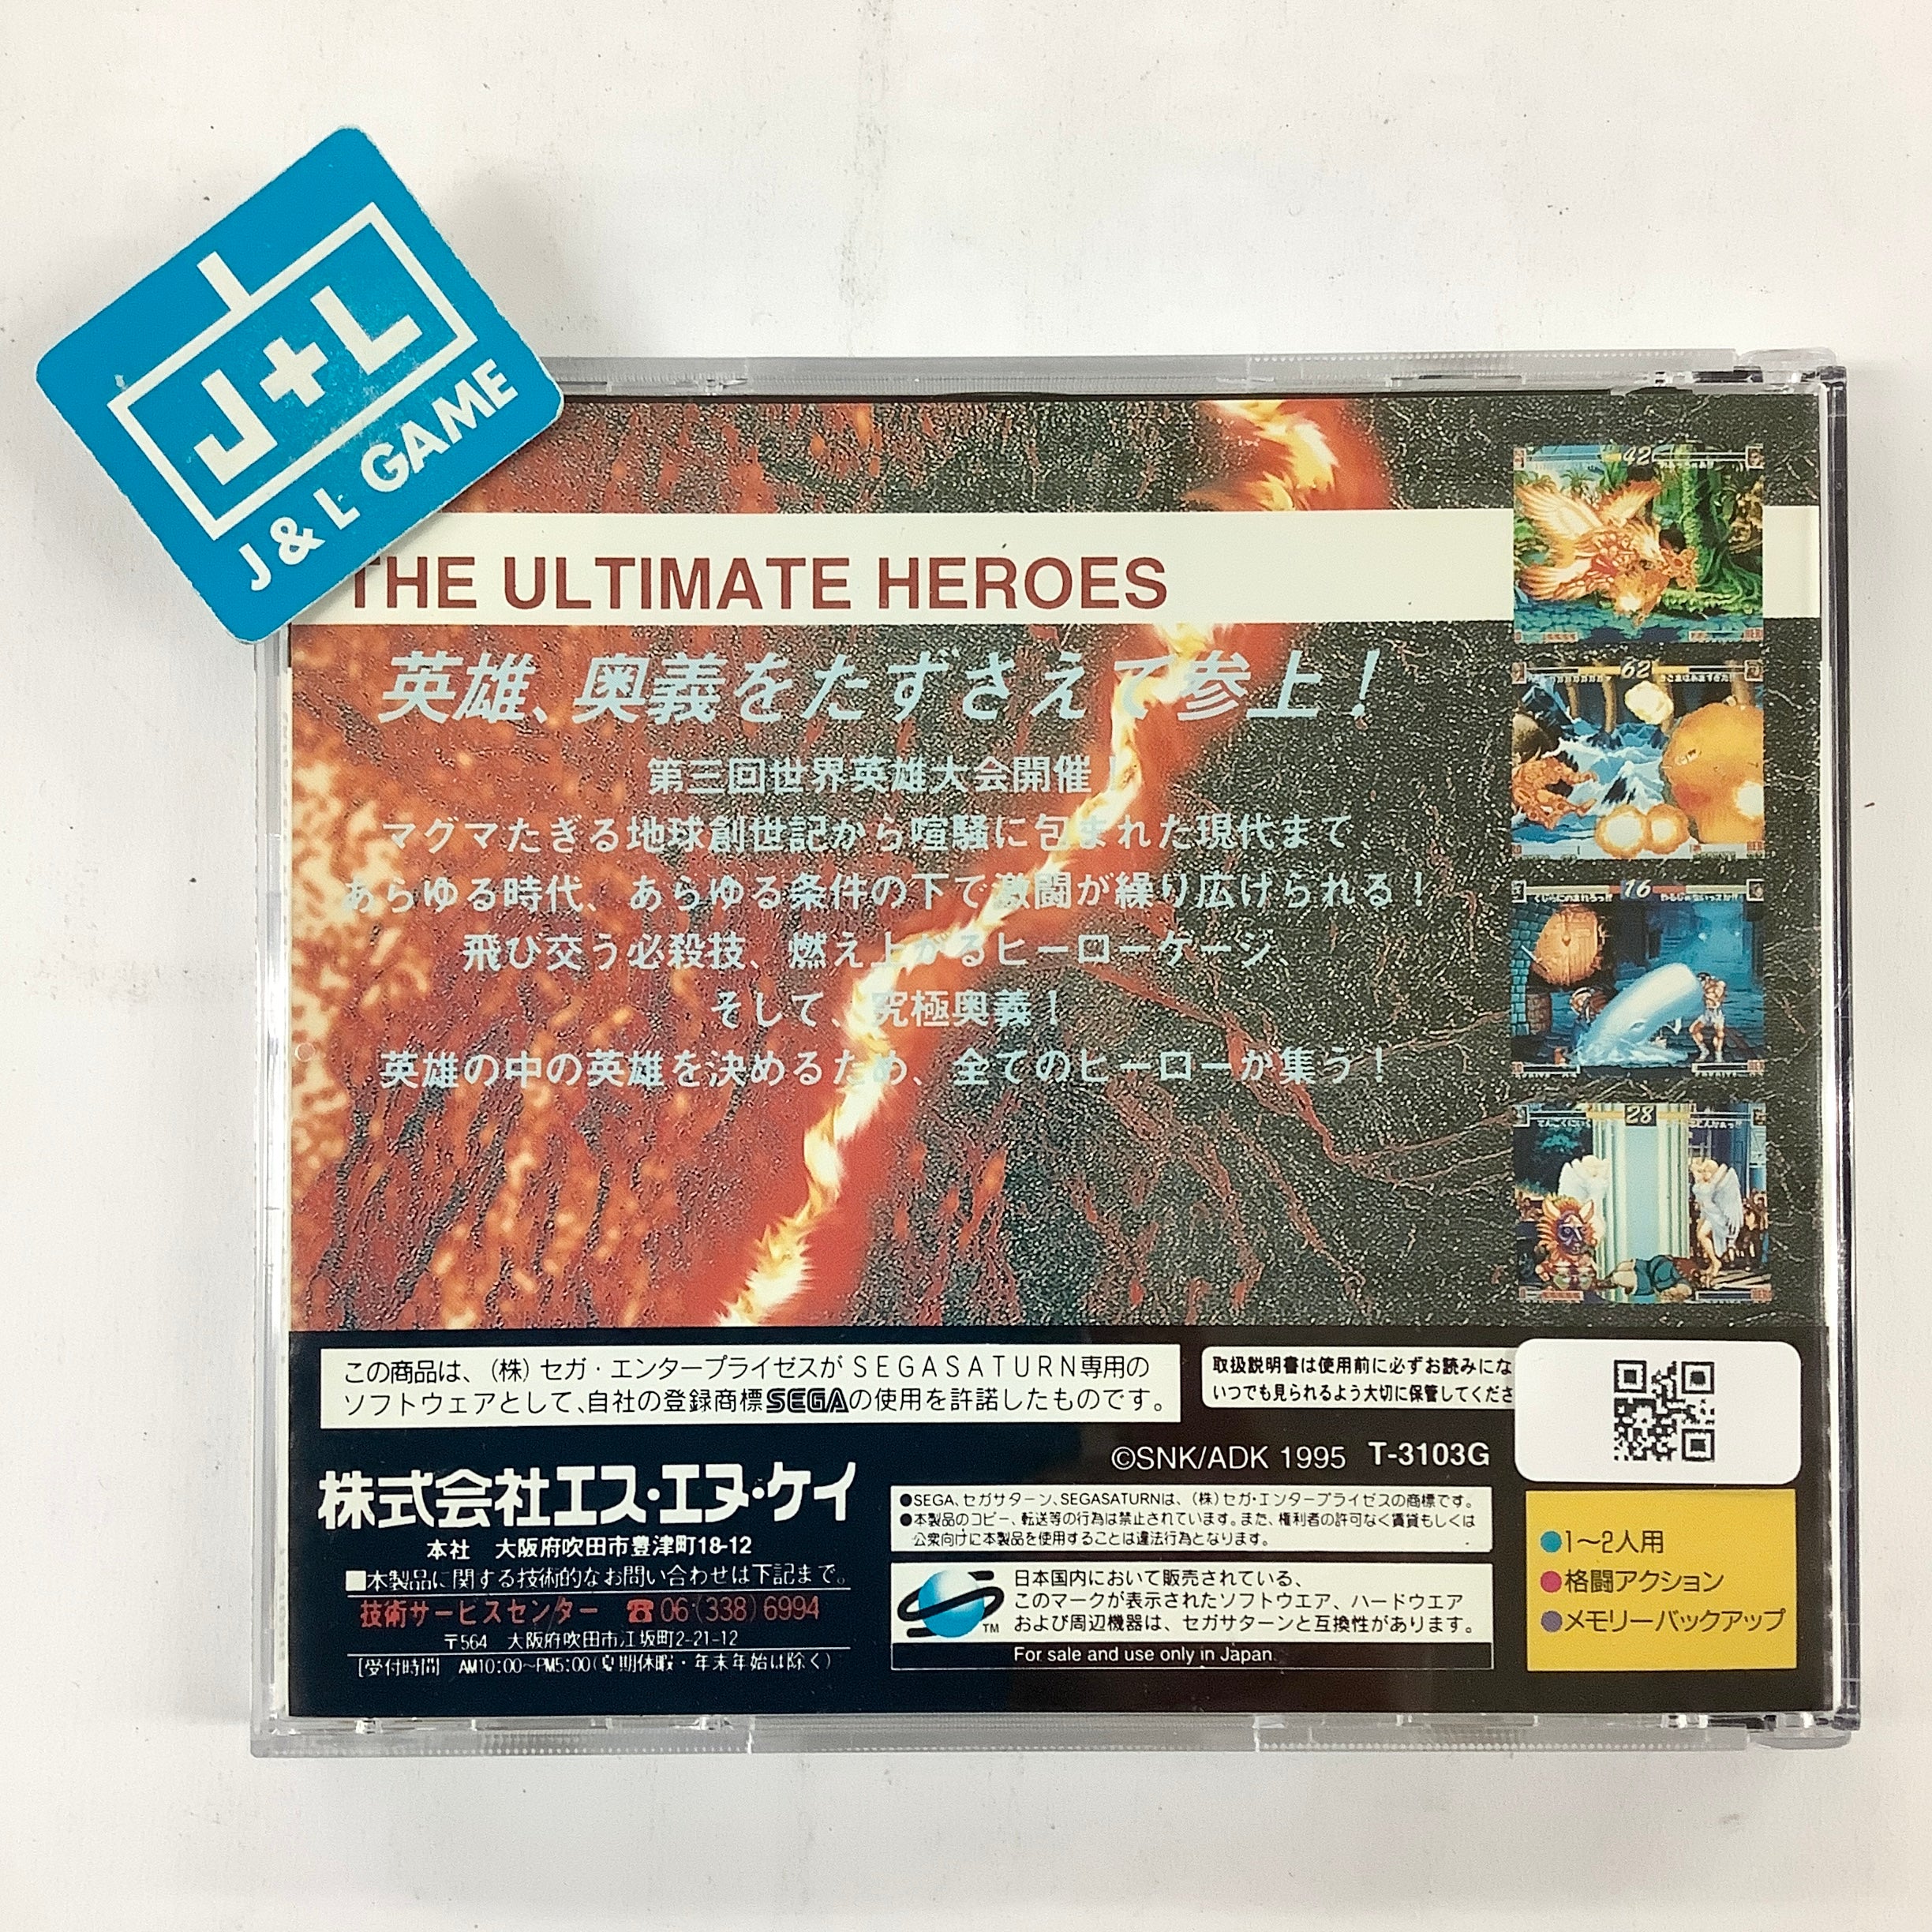 J+L
J & L GAME
THE ULTIMATE HEROES
英雄、奥義をたずさえて参上！
第三回世界英雄大会開催！
マグマたぎる地球創世記から喧騒に包まれた現代まで
あらゆる時代、あらゆる条件の下で激闘が繰り広げられる！
飛び交う必殺技、燃え上がるヒーローゲージ
そして、究極奥義！
英雄の中の英雄を決めるため、全てのヒーローが集う！
42
62
16
28
この商品は、（株）セガ・エンタープライゼスがSEGASATURN専用の
ソフトウェアとして、自社の登録商標SEGAの使用を許諾したものです。
取扱説明書は使用前に必ずお読みにな
いつでも見られるよう大切に保管してくださ
©SNK/ADK 1995 T-3103G
株式会社エス・エヌ・ケイ
本社 大阪府吹田市豊津町18-12
■本製品に関する技術的なお問い合わせは下記まで。
技術サービスセンター ☎06(338)6994
〒564 大阪府吹田市江坂町2-21-12
[受付時間] AM10:00〜PM5:00(夏期休暇・年末年始は除く)
●SEGA、セガサターン、SEGASATURNは、（株）セガ・エンタープライゼスの商標です。
●本製品のコピー、転送等の行為は禁止されています。また、権利者の許可なく賃貸もしくは
公衆向けに本製品を使用することは違法行為となります。
日本国内において販売されている、
このマークが表示されたソフトウエア、ハードウエア
および周辺機器は、セガサターンと互換性があります。
TM
For sale and use only in Japan.
●1〜2人用
●格闘アクション
●メモリーバックアップ